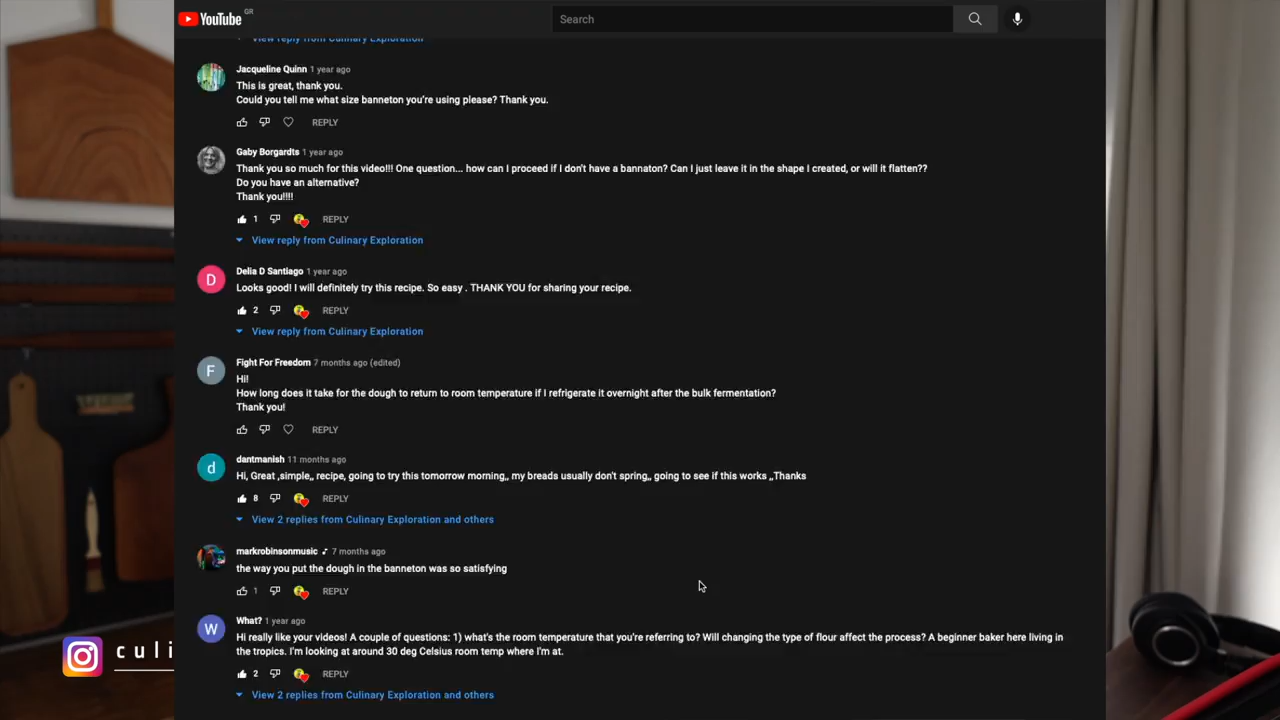 YouTube GR
Search
View reply from Culinary Exploration
Jacqueline Quinn 1 year ago
This is great, thank you.
Could you tell me what size banneton you're using please? Thank you.
REPLY
Gaby Borgardts 1 year ago
Thank you so much for this video!!! One question... how can I proceed if I don't have a bannaton? Can I just leave it in the shape I created, or will it flatten??
Do you have an alternative?
Thank you!!!!
1 REPLY
View reply from Culinary Exploration
D
Delia D Santiago 1 year ago
Looks good! I will definitely try this recipe. So easy . THANK YOU for sharing your recipe.
2 REPLY
View reply from Culinary Exploration
F
Fight For Freedom 7 months ago (edited)
Hi!
How long does it take for the dough to return to room temperature if I refrigerate it overnight after the bulk fermentation?
Thank you!
REPLY
d
dantmanish 11 months ago
Hi, Great ,simple,, recipe, going to try this tomorrow morning,, my breads usually don't spring,, going to see if this works ,,Thanks
8 REPLY
View 2 replies from Culinary Exploration and others
markrobinsonmusic 7 months ago
the way you put the dough in the banneton was so satisfying
1 REPLY
W
What? 1 year ago
Hi really like your videos! A couple of questions: 1) what's the room temperature that you're referring to? Will changing the type of flour affect the process? A beginner baker here living in
the tropics. I'm looking at around 30 deg Celsius room temp where I'm at.
2 REPLY
View 2 replies from Culinary Exploration and others
culi